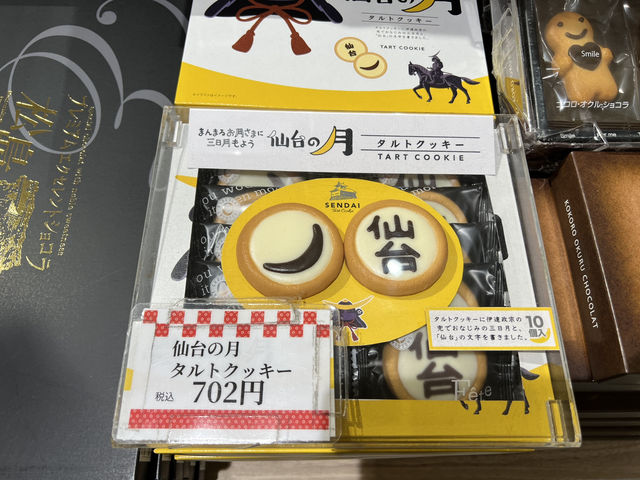 仙台の月
タルトクッキー
TART COOKIE
仙台
Smile
ココロ・オクル・ショコラ
まんまるお月さまに
三日月もよう
仙台の月
タルトクッキー
TART COOKIE
SENDAI
Tart Cookie
仙台
タルトクッキーに伊達政宗の
兜でおなじみの三日月と、
「仙台」の文字を書きました。
10
個入
仙台
Fête
仙台の月
タルトクッキー
税込
702円
KOKORO OKURU CHOCOLAT